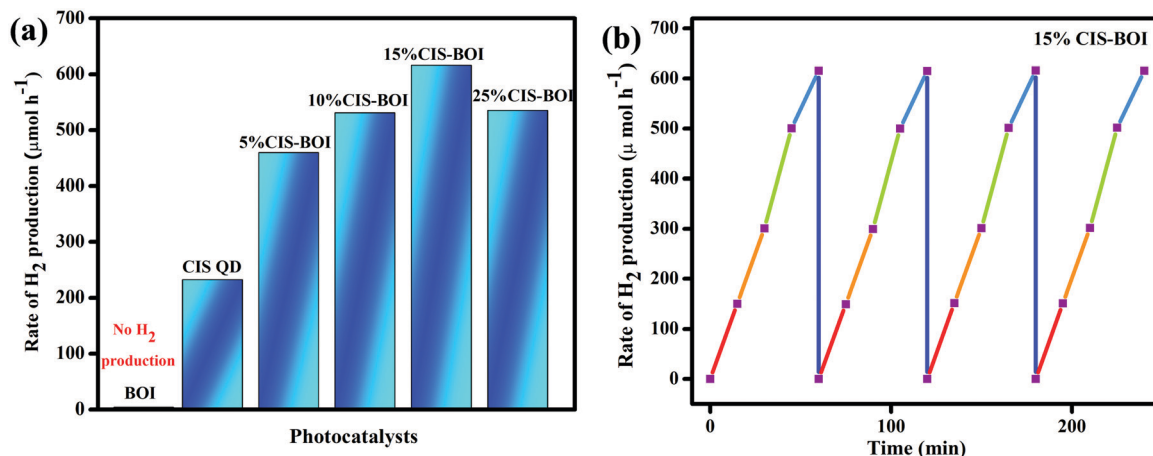 (a)
Rate of H2 production (μmol h-1)
700
600
500
400
300
200
100
0
No H2
production
BOI
CIS QD
5%CIS-BOI
10%CIS-BOI
15%CIS-BOI
25%CIS-BOI
Photocatalysts
(b)
15% CIS-BOI
Rate of H2 production (μ mol h-1)
700
600
500
400
300
200
100
0
0
100
200
Time (min)